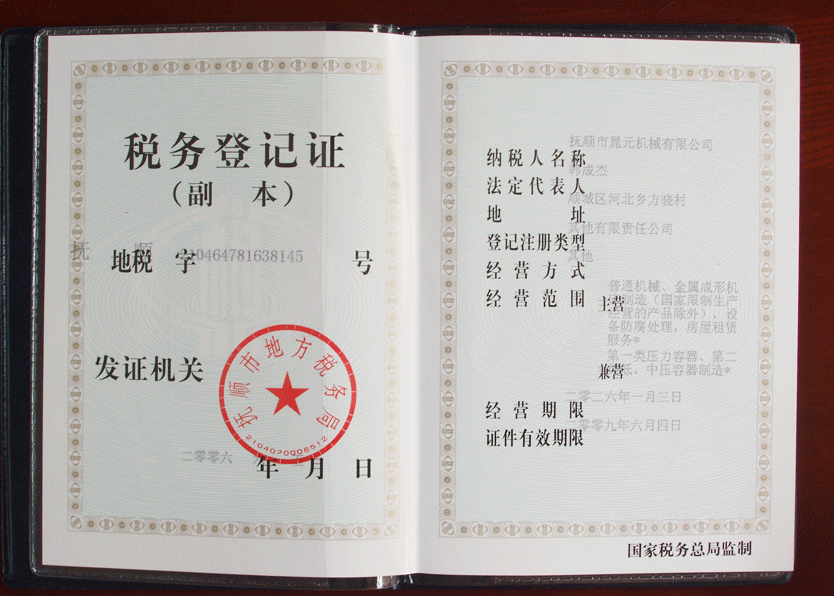 税务登记证
（副 本）
抚 顺
地税 字 210464781638145 号
发证机关
抚顺市地方税务局
2104070006512
二零零六
年 月 日
纳税人名称 抚顺市晁元机械有限公司
法定代表人 韩成杰
地 址 顺城区河北乡方晓村
登记注册类型 其他有限责任公司
经营方式 其他
经营范围 主营 普通机械、金属成形机
制造（国家限制生产
经营的产品除外），设
备防腐处理，房屋租赁
服务*
兼营 第一类压力容器、第二
、中压容器制造*
经营期限 二零二六年一月三日
证件有效期限 二零零九年六月四日
国家税务总局监制